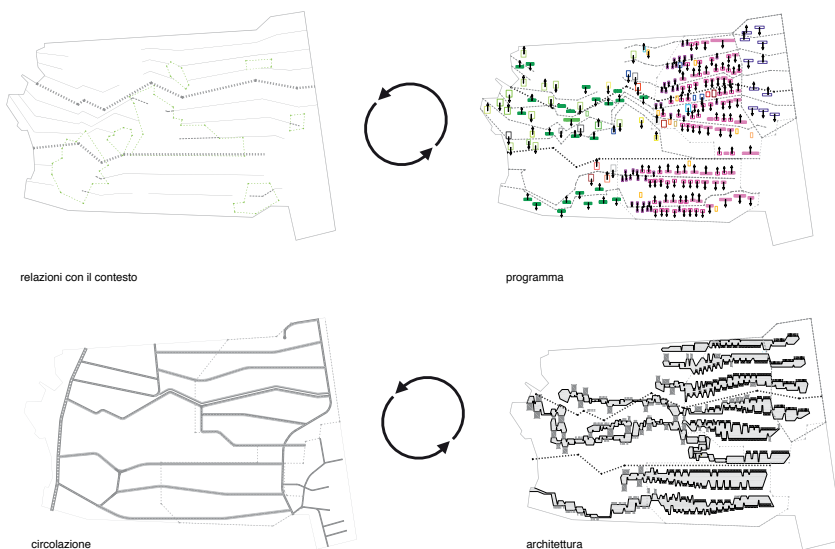 relazioni con il contesto
programma
circolazione
architettura